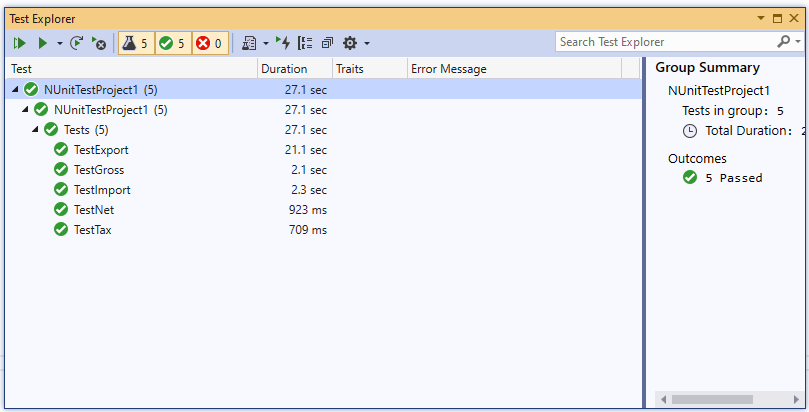 Test Explorer
5 5 0
Search Test Explorer
Test Duration Traits Error Message
NUnitTestProject1 (5) 27.1 sec
NUnitTestProject1 (5) 27.1 sec
Tests (5) 27.1 sec
TestExport 21.1 sec
TestGross 2.1 sec
TestImport 2.3 sec
TestNet 923 ms
TestTax 709 ms
Group Summary
NUnitTestProject1
Tests in group: 5
Total Duration: 2
Outcomes
5 Passed